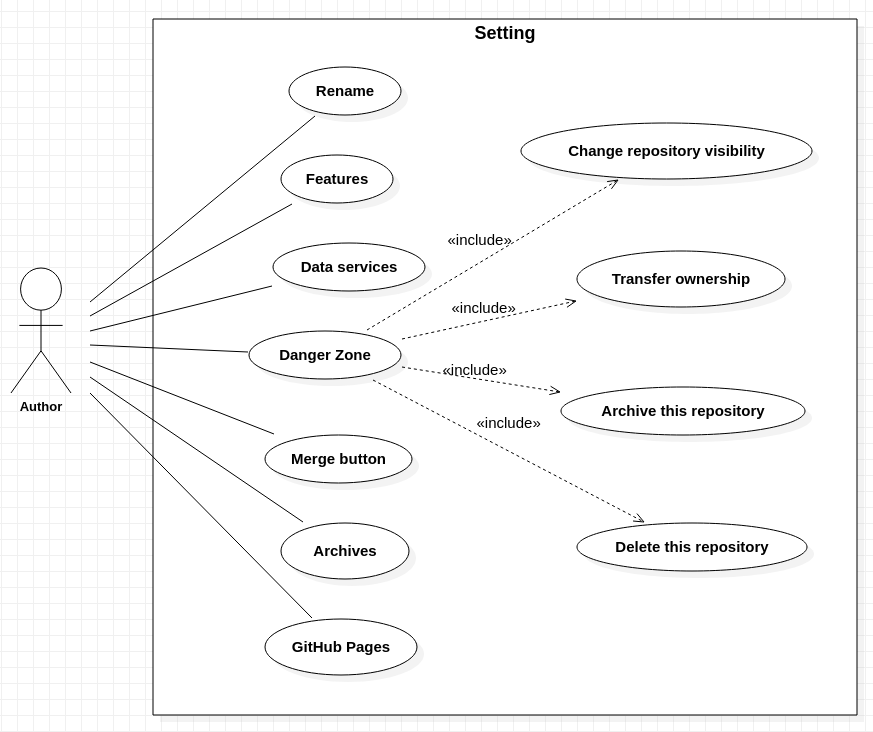 Setting
Rename
Change repository visibility
Features
«include»
Data services
Transfer ownership
«include»
Danger Zone
«include»
Author
Archive this repository
«include»
Merge button
Archives
Delete this repository
GitHub Pages